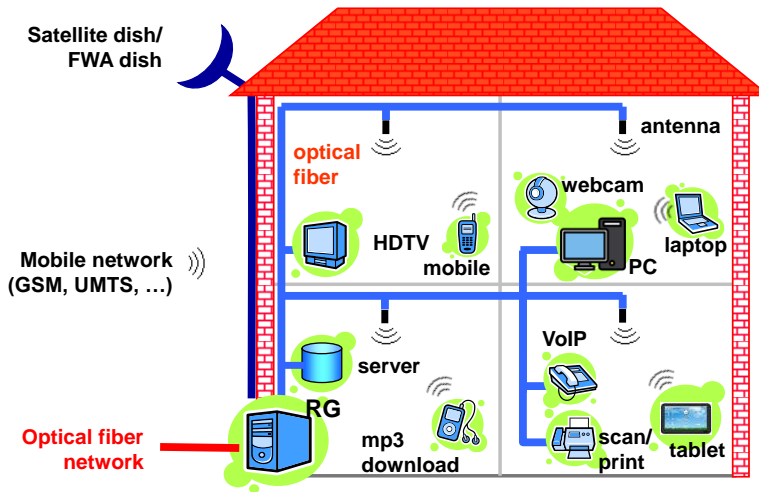 Satellite dish/
FWA dish
antenna
optical
fiber
webcam
HDTV
mobile
laptop
PC
Mobile network
(GSM, UMTS, …)
VoIP
server
RG
Optical fiber
network
mp3
download
scan/
print
tablet